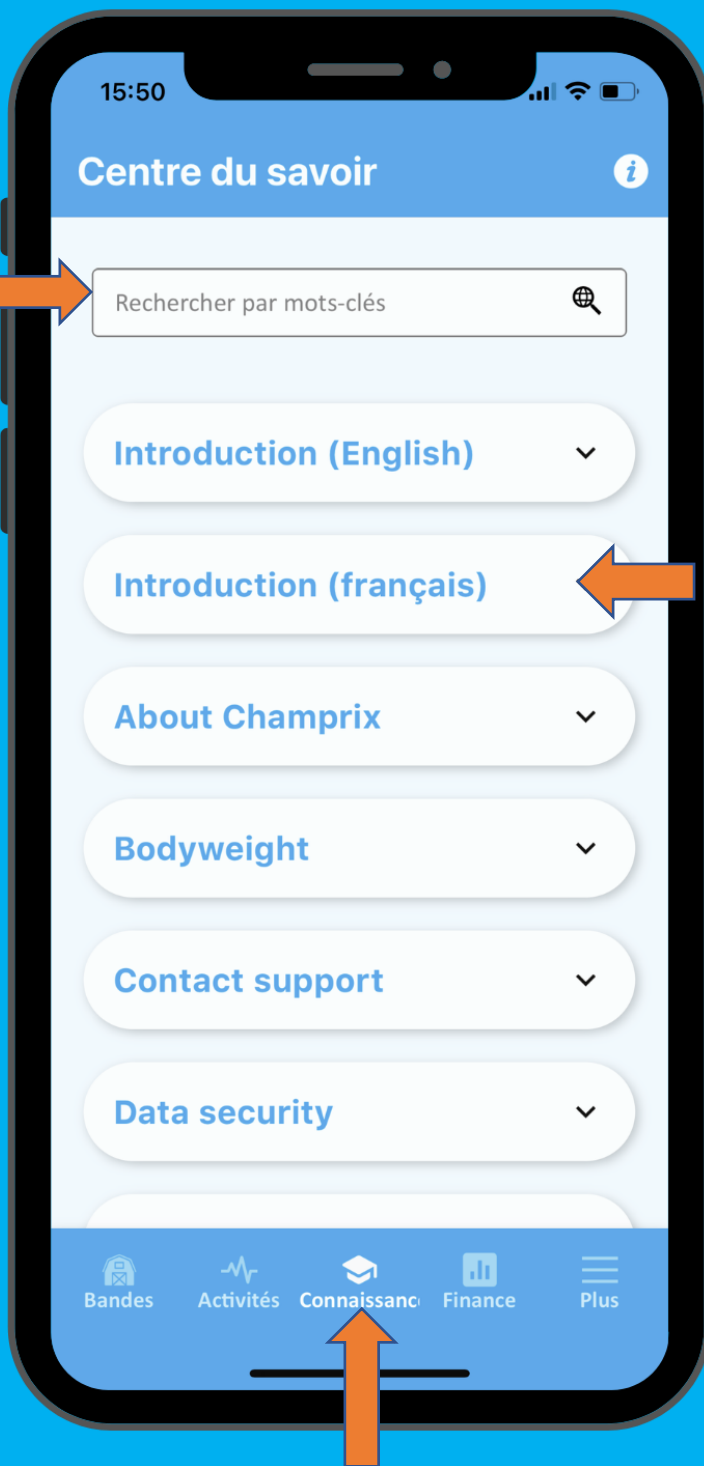 15:50
Centre du savoir
Rechercher par mots-clés
Introduction (English)
Introduction (français)
About Champrix
Bodyweight
Contact support
Data security
Bandes Activités Connaissanc Finance Plus